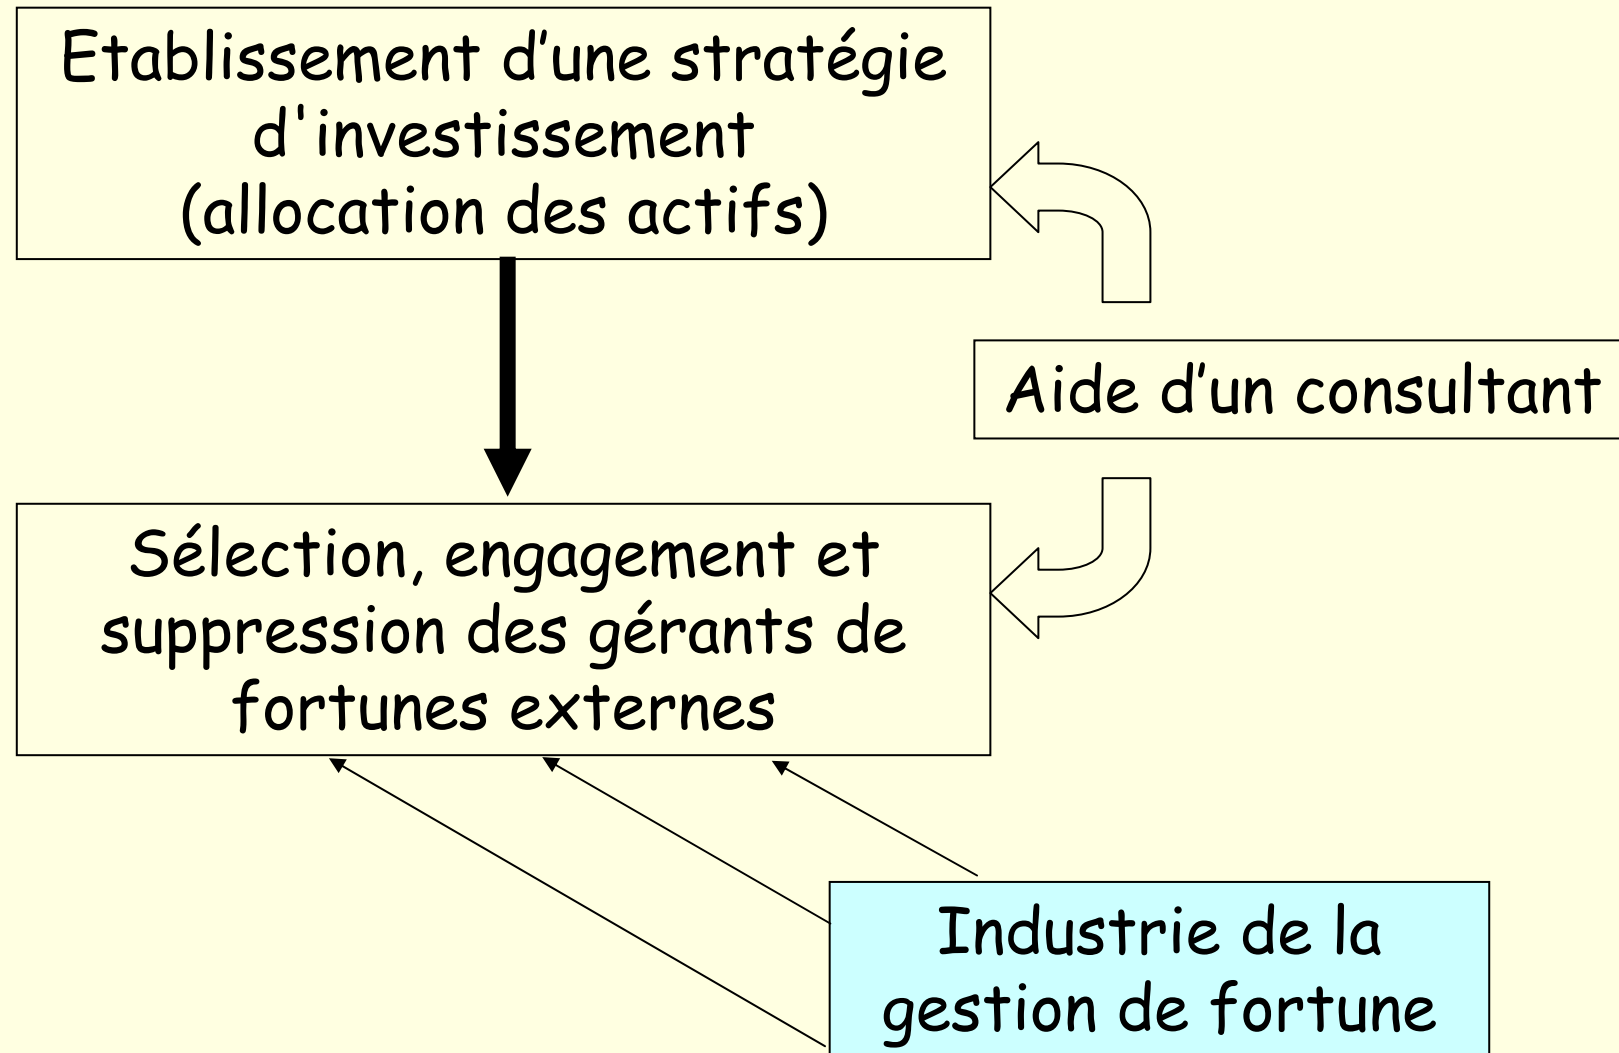 Etablissement d’une stratégie
d'investissement
(allocation des actifs)
Aide d’un consultant
Sélection, engagement et
suppression des gérants de
fortunes externes
Industrie de la
gestion de fortune